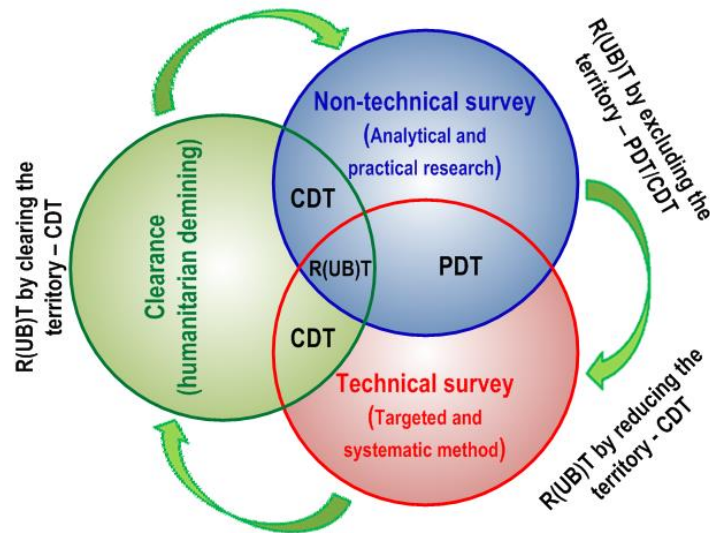 R(UB)T by clearing the
territory – CDT
Clearance
(humanitarian demining)
Non-technical survey
(Analytical and
practical research)
CDT
R(UB)T
PDT
CDT
Technical survey
(Targeted and
systematic method)
R(UB)T by excluding the
territory – PDT/CDT
R(UB)T by reducing the
territory - CDT